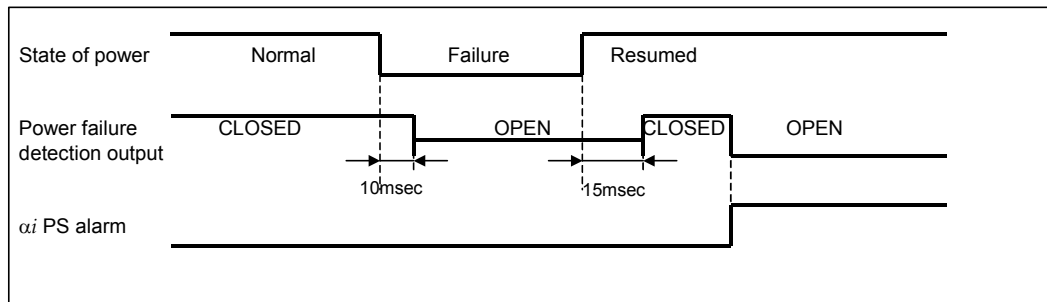 State of power Normal Failure Resumed
Power failure
detection output
CLOSED OPEN CLOSED OPEN
10msec 15msec
αi PS alarm